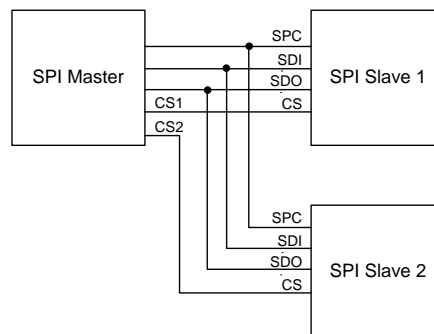 SPI Master
CS1
CS2
SPC
SDI
SDO
CS
SPI Slave 1
SPC
SDI
SDO
CS
SPI Slave 2